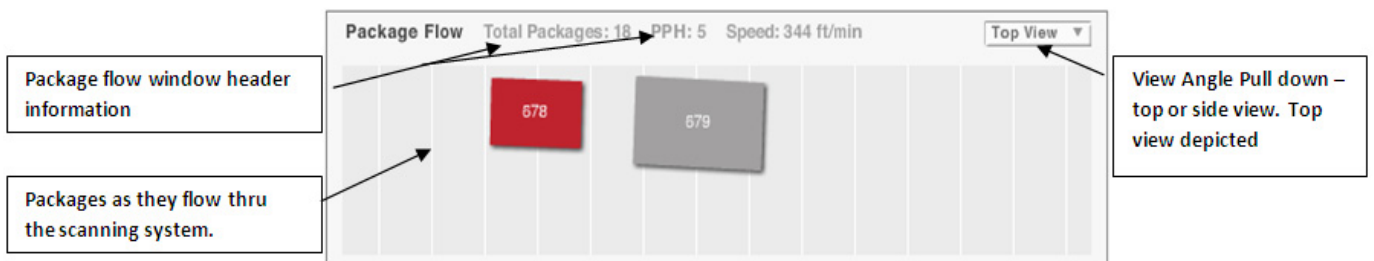 Package Flow Total Packages: 18 PPH: 5 Speed: 344 ft/min
Top View
Package flow window header
information
678
679
View Angle Pull down –
top or side view. Top
view depicted
Packages as they flow thru
the scanning system.